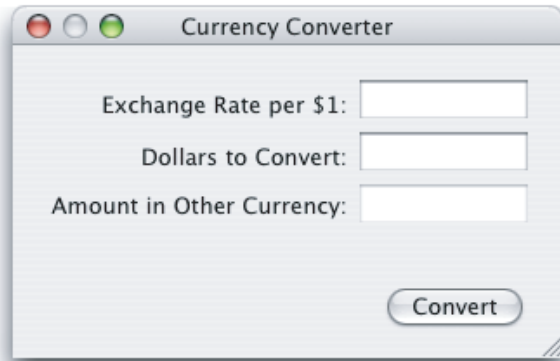 Currency Converter
Exchange Rate per $1:
Dollars to Convert:
Amount in Other Currency:
Convert